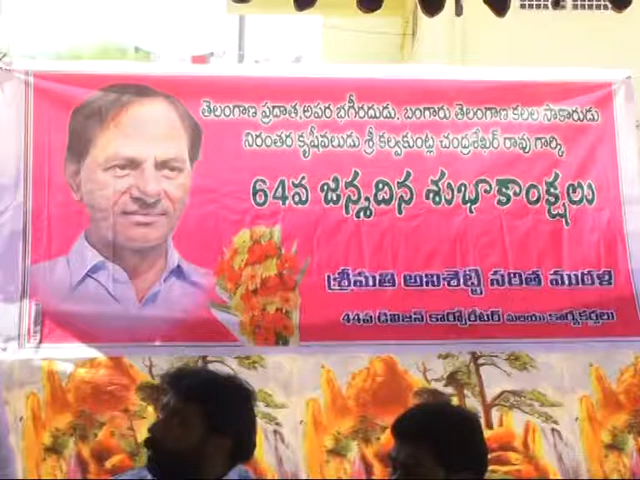 తెలంగాణ ప్రదాత,అపర భగీరదుడు, బంగారు తెలంగాణ కలల సాకారుడు
నిరంతర కృషీవలుడు శ్రీ కల్వకుంట్ల చంద్రశేఖర్ రావు గార్కి
64వ జన్మదిన శుభాకాంక్షలు
శ్రీమతి అనిశెట్టి సరిత మురళి
44వ డివిజన్ కార్పోరేటర్ మరియు కార్యకర్తలు